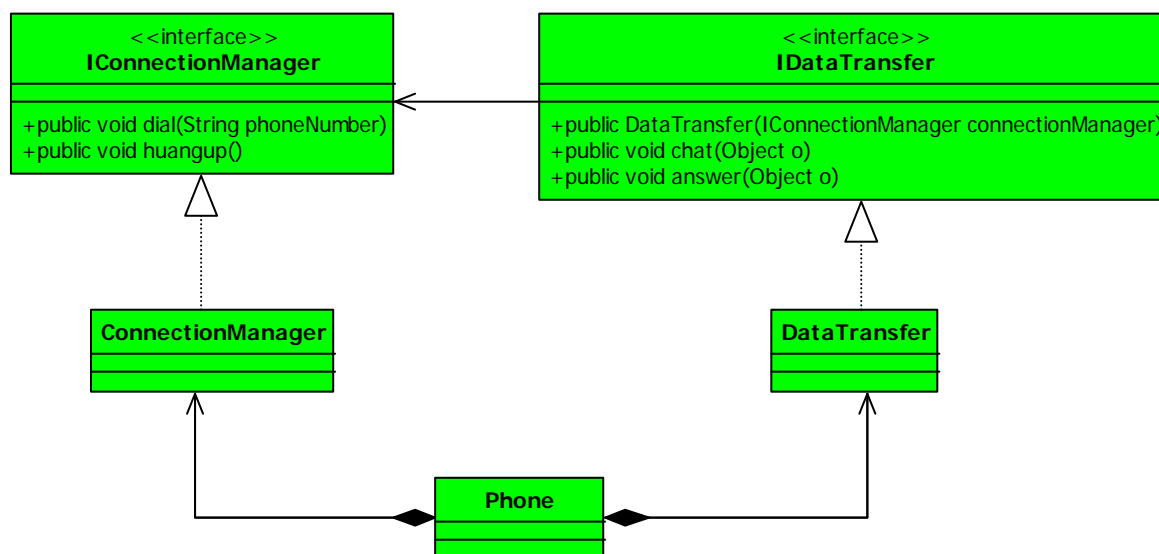 <<interface>>
IConnectionManager
+public void dial(String phoneNumber)
+public void huangup()
<<interface>>
IDataTransfer
+public DataTransfer(IConnectionManager connectionManager)
+public void chat(Object o)
+public void answer(Object o)
ConnectionManager
DataTransfer
Phone